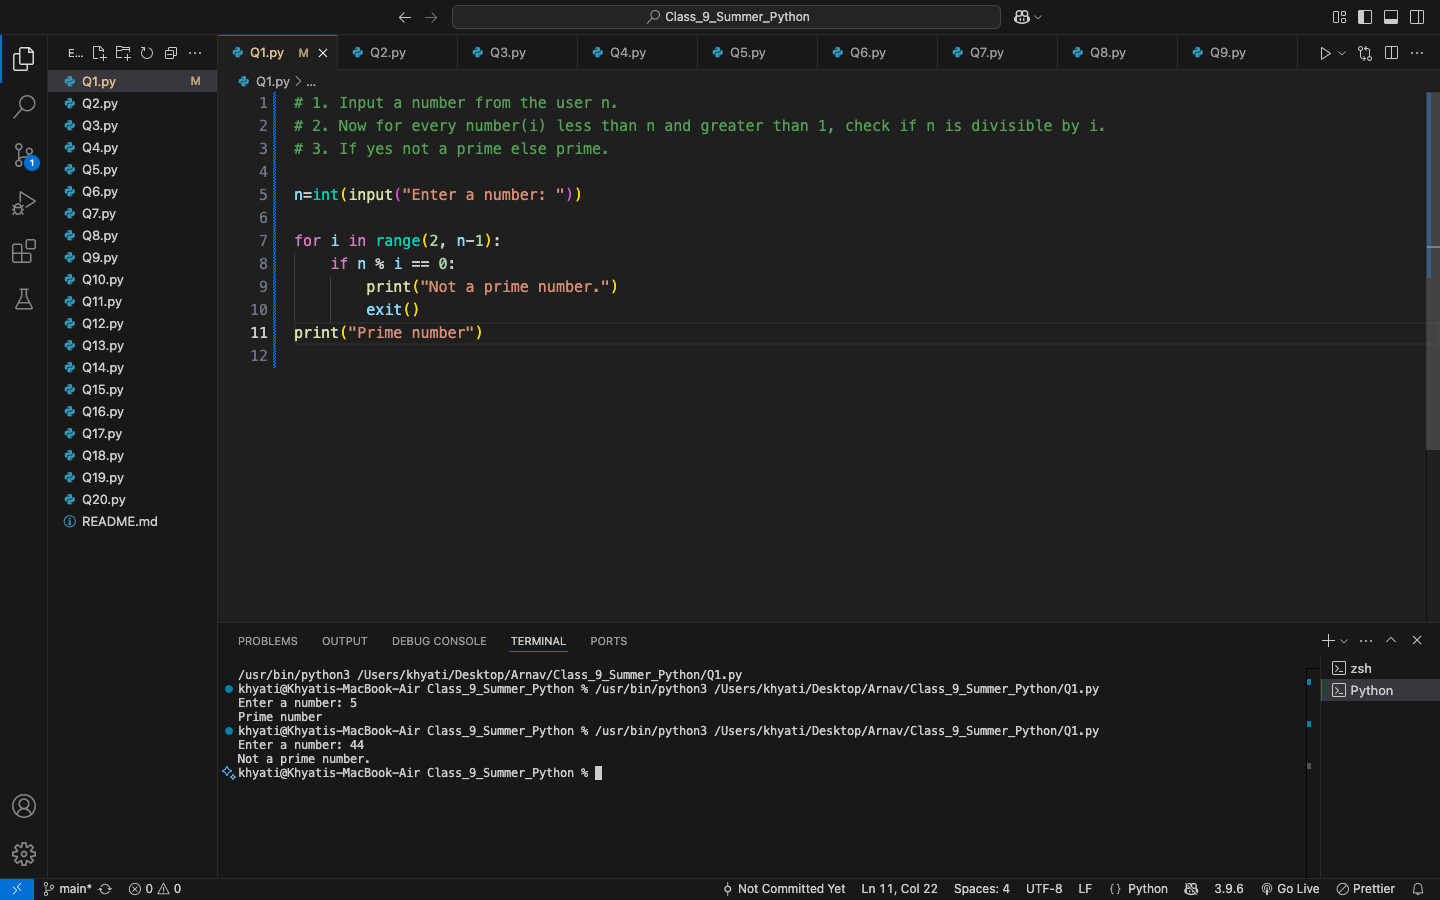 Class_9_Summer_Python
E...
Q1.py M
Q2.py
Q3.py
Q4.py
Q5.py
Q6.py
Q7.py
Q8.py
Q9.py
Q1.py M
Q2.py
Q3.py
Q4.py
Q5.py
Q6.py
Q7.py
Q8.py
Q9.py
Q10.py
Q11.py
Q12.py
Q13.py
Q14.py
Q15.py
Q16.py
Q17.py
Q18.py
Q19.py
Q20.py
README.md
1
Q1.py > ...
1 # 1. Input a number from the user n.
2 # 2. Now for every number(i) less than n and greater than 1, check if n is divisible by i.
3 # 3. If yes not a prime else prime.
4
5 n=int(input("Enter a number: "))
6
7 for i in range(2, n-1):
8     if n % i == 0:
9         print("Not a prime number.")
10         exit()
11 print("Prime number")
12
PROBLEMS OUTPUT DEBUG CONSOLE TERMINAL PORTS
/usr/bin/python3 /Users/khyati/Desktop/Arnav/Class_9_Summer_Python/Q1.py
khyati@Khyatis-MacBook-Air Class_9_Summer_Python % /usr/bin/python3 /Users/khyati/Desktop/Arnav/Class_9_Summer_Python/Q1.py
Enter a number: 5
Prime number
khyati@Khyatis-MacBook-Air Class_9_Summer_Python % /usr/bin/python3 /Users/khyati/Desktop/Arnav/Class_9_Summer_Python/Q1.py
Enter a number: 44
Not a prime number.
khyati@Khyatis-MacBook-Air Class_9_Summer_Python %
zsh
Python
main* 0 0 Not Committed Yet Ln 11, Col 22 Spaces: 4 UTF-8 LF {} Python 3.9.6 Go Live Prettier